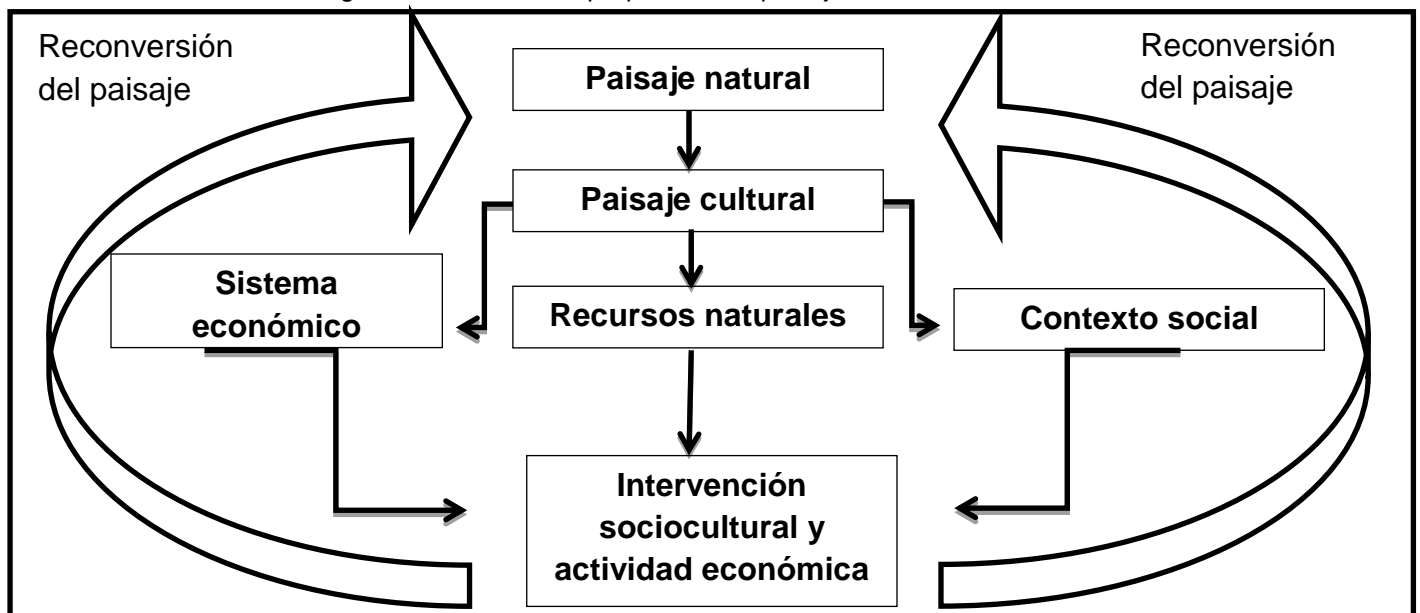 Reconversión
del paisaje
Reconversión
del paisaje
Paisaje natural
Paisaje cultural
Sistema
económico
Recursos naturales
Contexto social
Intervención
sociocultural y
actividad económica